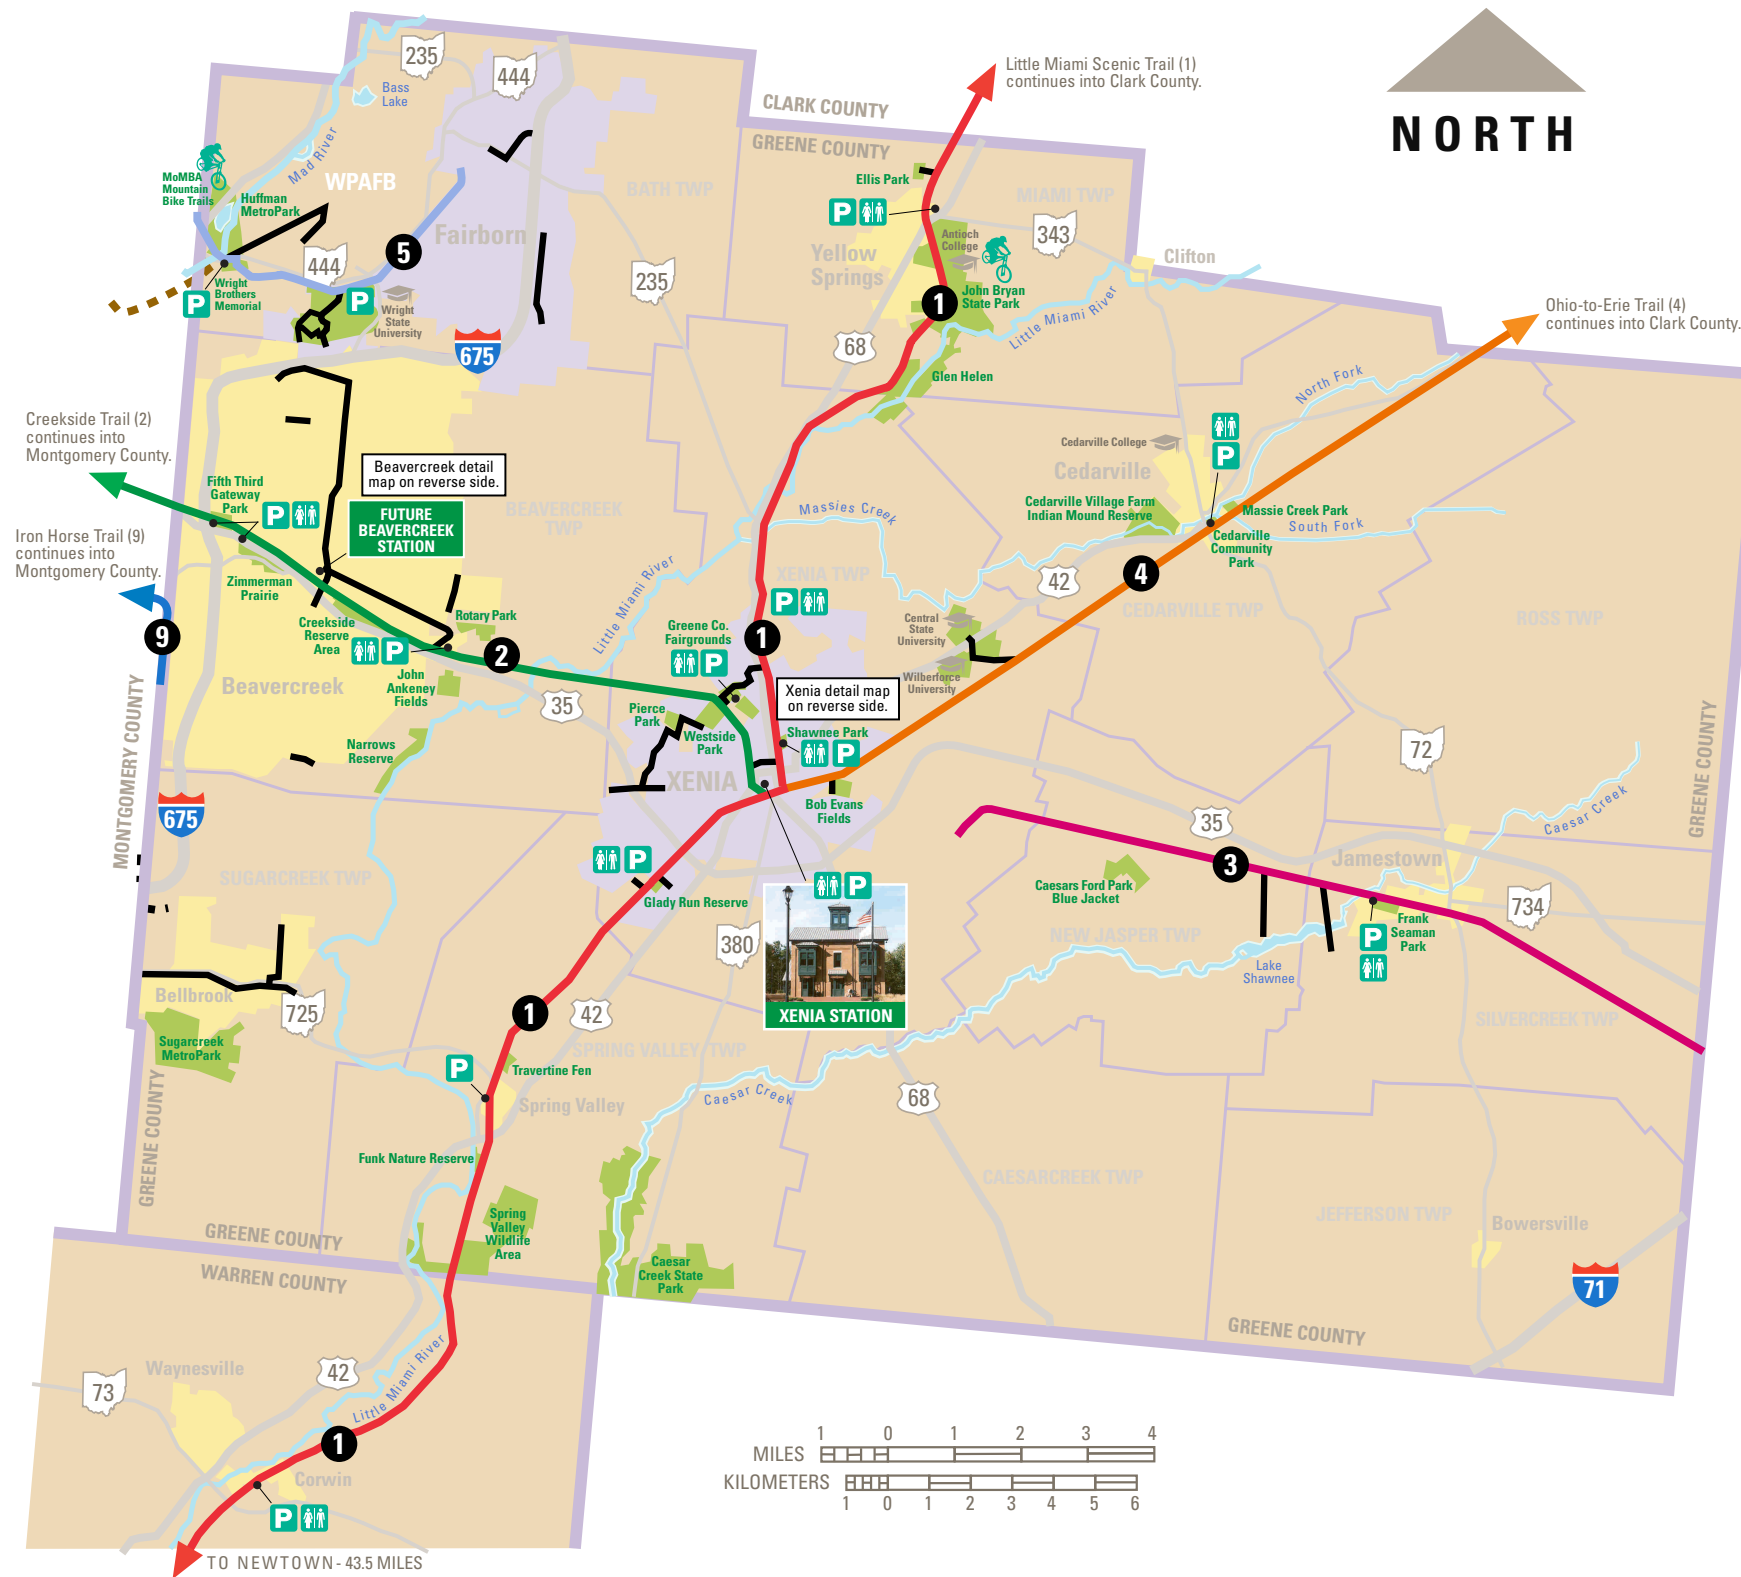 Little Miami Scenic Trail (1)
continues into Clark County.
NORTH
235
444
Bass
Lake
Mad River
CLARK COUNTY
GREENE COUNTY
MoMBA
Mountain
Bike Trails
Huffman
MetroPark
WPAFB
BATH TWP
Ellis Park
P
MIAMI TWP
343
Antioch
College
Yellow
Springs
Clifton
Fairborn
5
444
235
Wright
Brothers
Memorial
P
P
Wright
State
University
1
John Bryan
State Park
Little Miami River
Ohio-to-Erie Trail (4)
continues into Clark County.
675
68
Glen Helen
North Fork
Creekside Trail (2)
continues into
Montgomery County.
Beavercreek detail
map on reverse side.
Cedarville College
Cedarville
P
Fifth Third
Gateway
Park
P
FUTURE
BEAVERCREEK
STATION
BEAVERCREEK
TWP
Massies Creek
Cedarville Village Farm
Indian Mound Reserve
Massie Creek Park
South Fork
Cedarville
Community
Park
Iron Horse Trail (9)
continues into
Montgomery County.
Zimmerman
Prairie
Little Miami River
XENIA TWP
P
42
4
CEDARVILLE TWP
ROSS TWP
9
Creekside
Reserve
Area
P
Rotary Park
2
Greene Co.
Fairgrounds
P
1
Central
State
University
Wilberforce
University
Beavercreek
John
Ankeney
Fields
35
Xenia detail map
on reverse side.
Pierce
Park
Westside
Park
Shawnee Park
P
MONTGOMERY COUNTY
Narrows
Reserve
XENIA
72
GREENE COUNTY
675
Bob Evans
Fields
35
Caesar Creek
SUGARCREEK TWP
P
Glady Run Reserve
P
Caesars Ford Park
Blue Jacket
3
Jamestown
734
380
NEW JASPER TWP
Frank
Seaman
Park
P
Lake
Shawnee
Bellbrook
725
1
42
XENIA STATION
SILVERCREEK TWP
Sugarcreek
MetroPark
SPRING VALLEY TWP
P
Travertine Fen
Spring Valley
Caesar Creek
68
GREENE COUNTY
Funk Nature Reserve
CAESARCREEK TWP
JEFFERSON TWP
Bowersville
Spring
Valley
Wildlife
Area
GREENE COUNTY
WARREN COUNTY
Caesar
Creek State
Park
71
GREENE COUNTY
Waynesville
42
73
Little Miami River
1
Corwin
P
1 0 1 2 3 4
MILES
KILOMETERS
1 0 1 2 3 4 5 6
TO NEWTOWN - 43.5 MILES